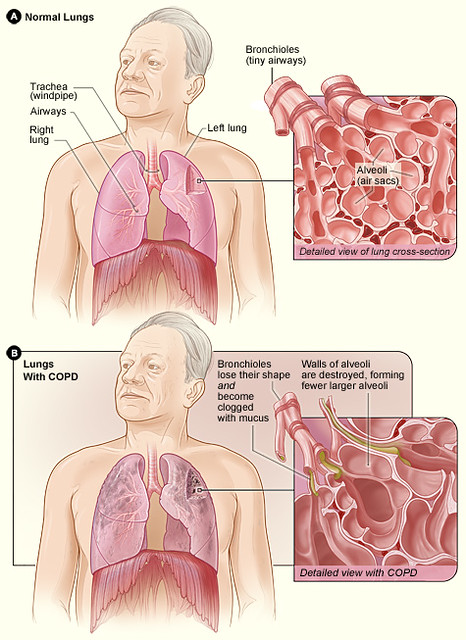 A Normal Lungs
Bronchioles
(tiny airways)
Trachea
(windpipe)
Airways
Right
lung
Left lung
Alveoli
(air sacs)
Detailed view of lung cross-section
B Lungs
With COPD
Bronchioles
lose their shape
and
become
clogged
with mucus
Walls of alveoli
are destroyed, forming
fewer larger alveoli
Detailed view with COPD